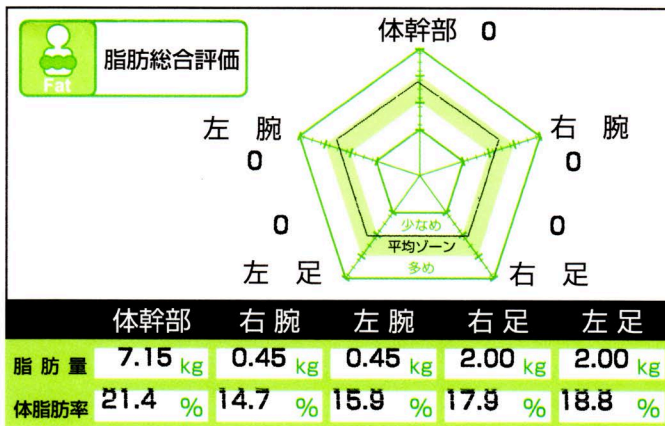 Fat
脂肪総合評価
体幹部 0
左腕
0
右腕
0
0
0
少なめ
平均ゾーン
多め
左足
右足
体幹部 右腕 左腕 右足 左足
脂肪量 7.15 kg 0.45 kg 0.45 kg 2.00 kg 2.00 kg
体脂肪率 21.4 % 14.7 % 15.9 % 17.9 % 18.8 %